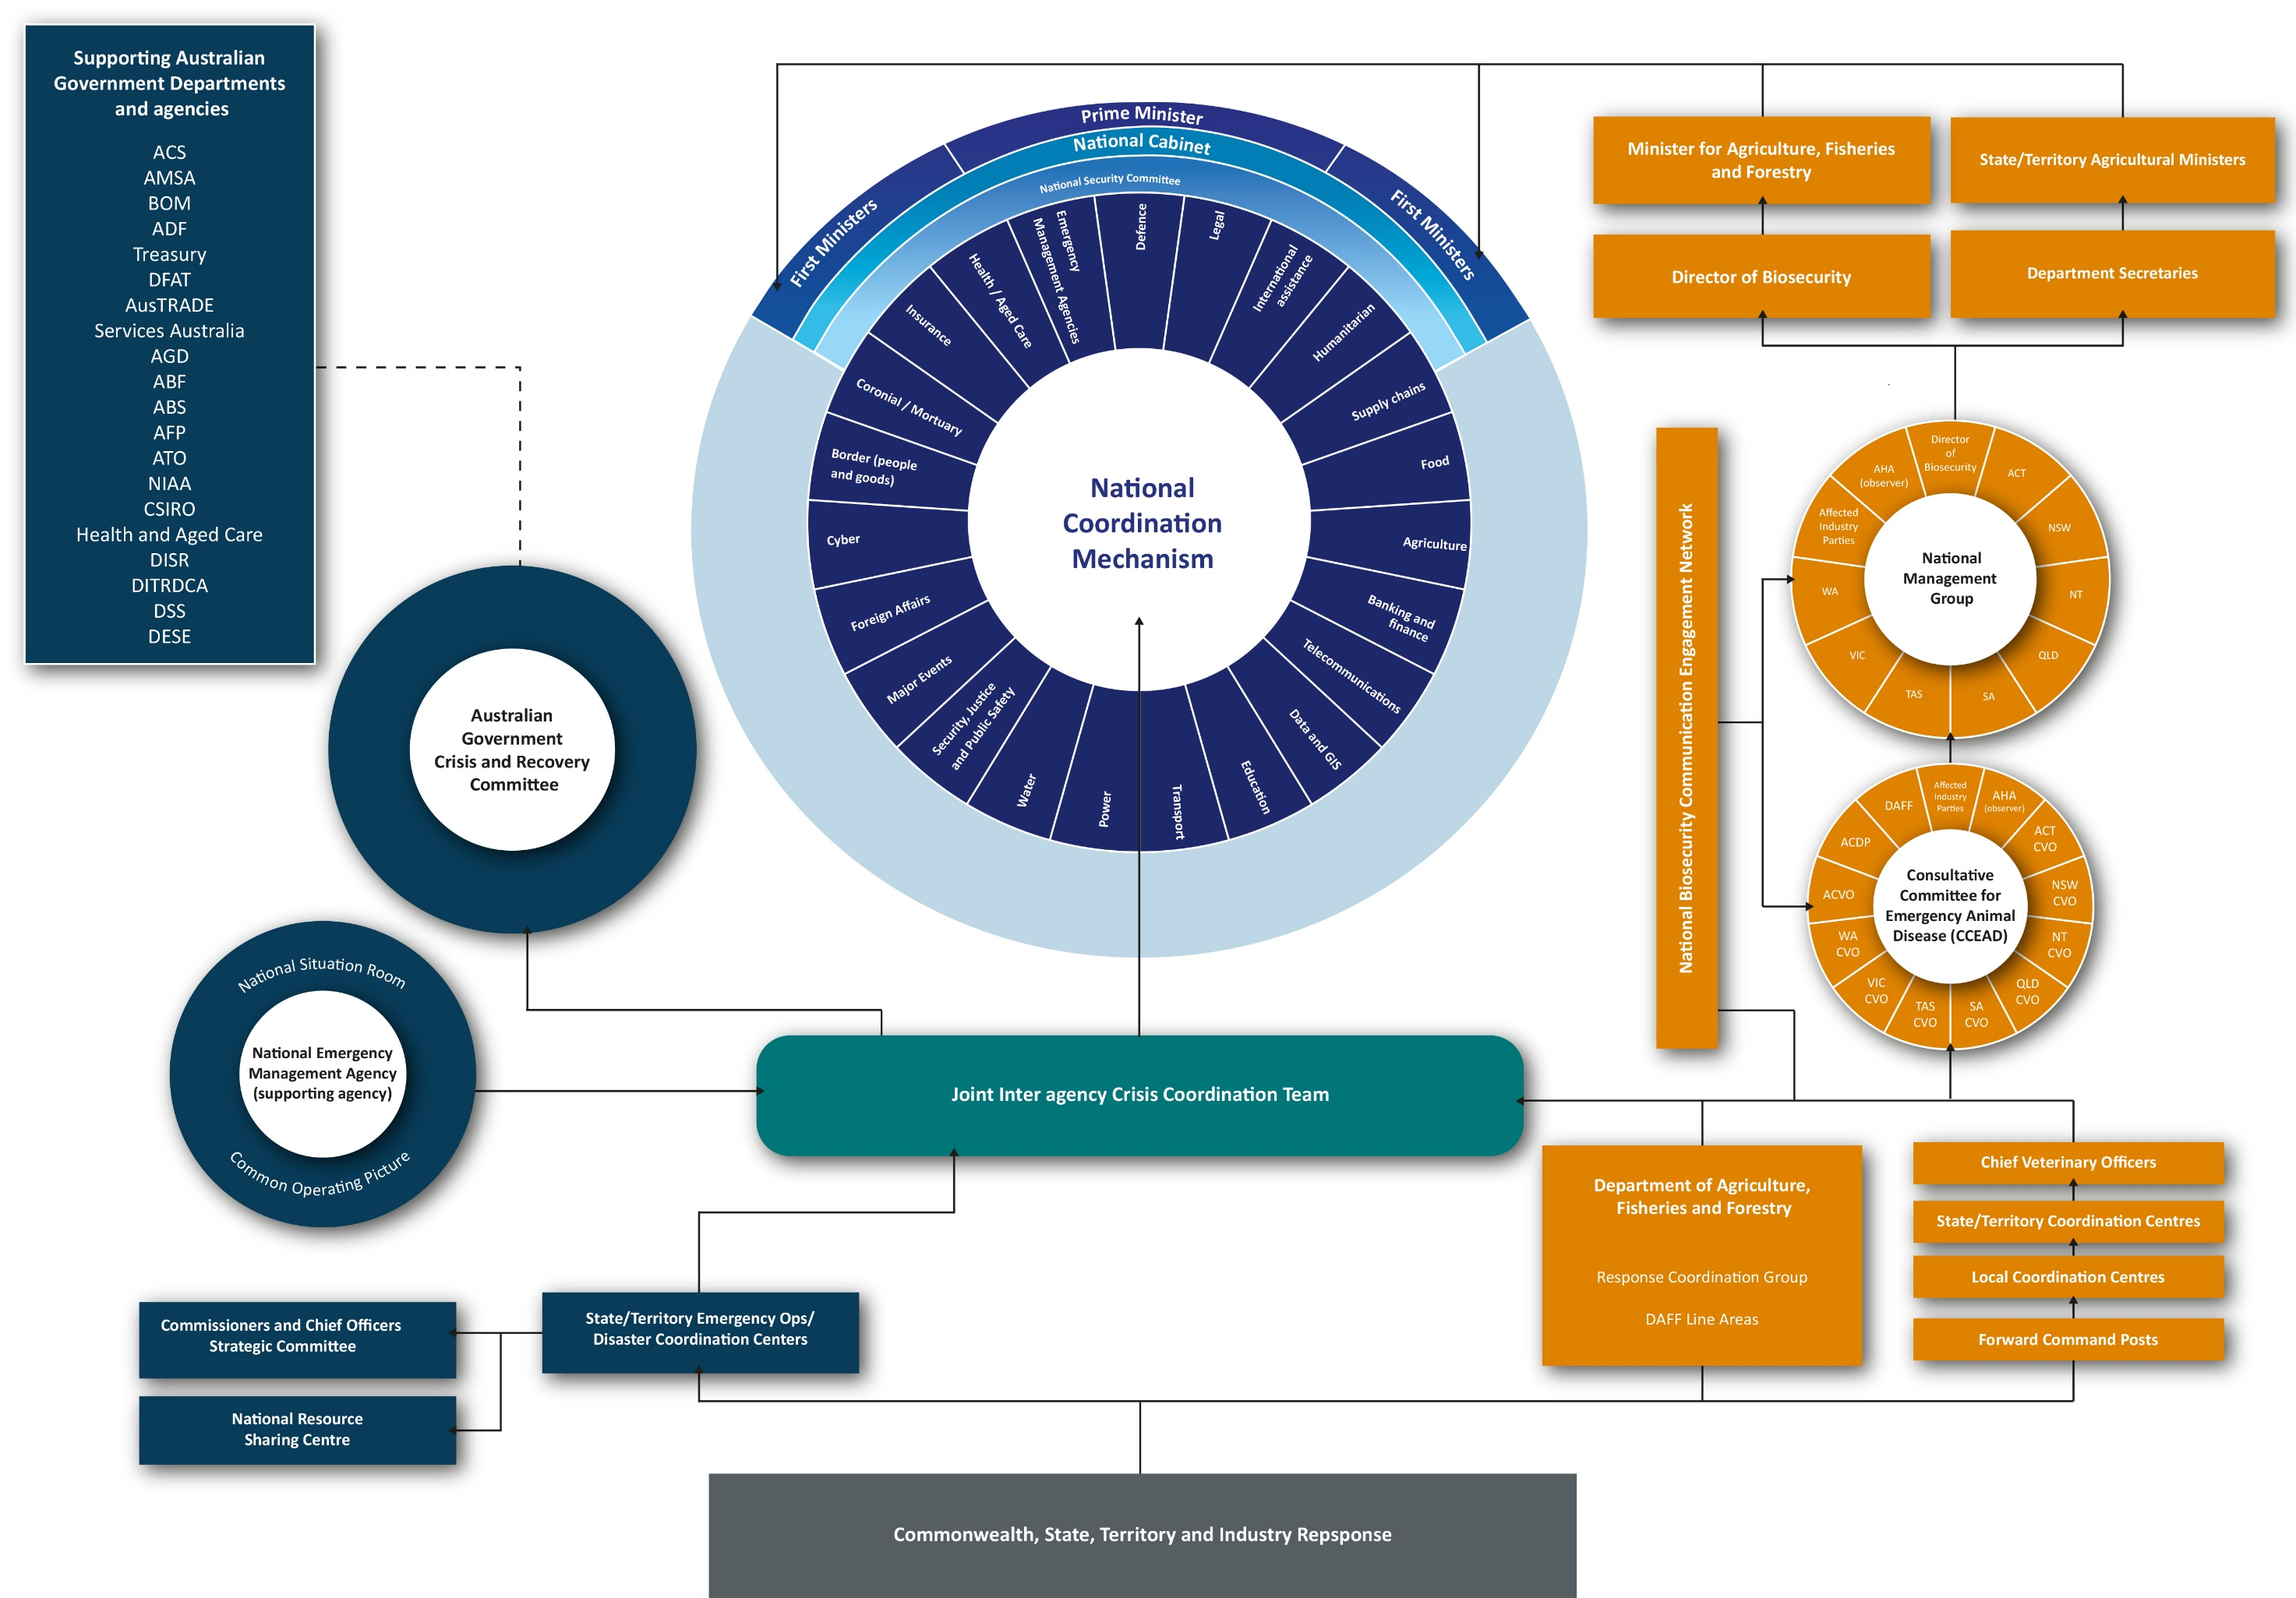 Supporting Australian
Government Departments
and agencies
ACS
AMSA
BOM
ADF
Treasury
DFAT
AusTRADE
Services Australia
AGD
ABF
ABS
AFP
ATO
NIAA
CSIRO
Health and Aged Care
DISR
DITRDCA
DSS
DESE
Prime Minister
National Cabinet
National Security Committee
First Ministers
First Ministers
Emergency
Management Agencies
Defence
Legal
International
assistance
Humanitarian
Supply chains
Food
Agriculture
Banking and
finance
Telecommunications
Data and GIS
Education
Transport
Power
Water
Security, Justice
and Public Safety
Major Events
Foreign Affairs
Cyber
Border (people
and goods)
Coronial / Mortuary
Insurance
Health / Aged Care
National
Coordination
Mechanism
Minister for Agriculture, Fisheries
and Forestry
State/Territory Agricultural Ministers
Director of Biosecurity
Department Secretaries
National Biosecurity Communication Engagement Network
Director
of
Biosecurity
ACT
NSW
NT
QLD
SA
TAS
VIC
WA
Affected
Industry
Parties
AHA
(observer)
National
Management
Group
Affected
Industry
Parties
AHA
(observer)
ACT
CVO
NSW
CVO
NT
CVO
QLD
CVO
SA
CVO
TAS
CVO
VIC
CVO
WA
CVO
ACVO
ACDP
DAFF
Consultative
Committee for
Emergency Animal
Disease (CCEAD)
Australian
Government
Crisis and Recovery
Committee
National Situation Room
National Emergency
Management Agency
(supporting agency)
Common Operating Picture
Joint Inter agency Crisis Coordination Team
Department of Agriculture,
Fisheries and Forestry
Response Coordination Group
DAFF Line Areas
Chief Veterinary Officers
State/Territory Coordination Centres
Local Coordination Centres
Forward Command Posts
Commissioners and Chief Officers
Strategic Committee
State/Territory Emergency Ops/
Disaster Coordination Centers
National Resource
Sharing Centre
Commonwealth, State, Territory and Industry Repsponse